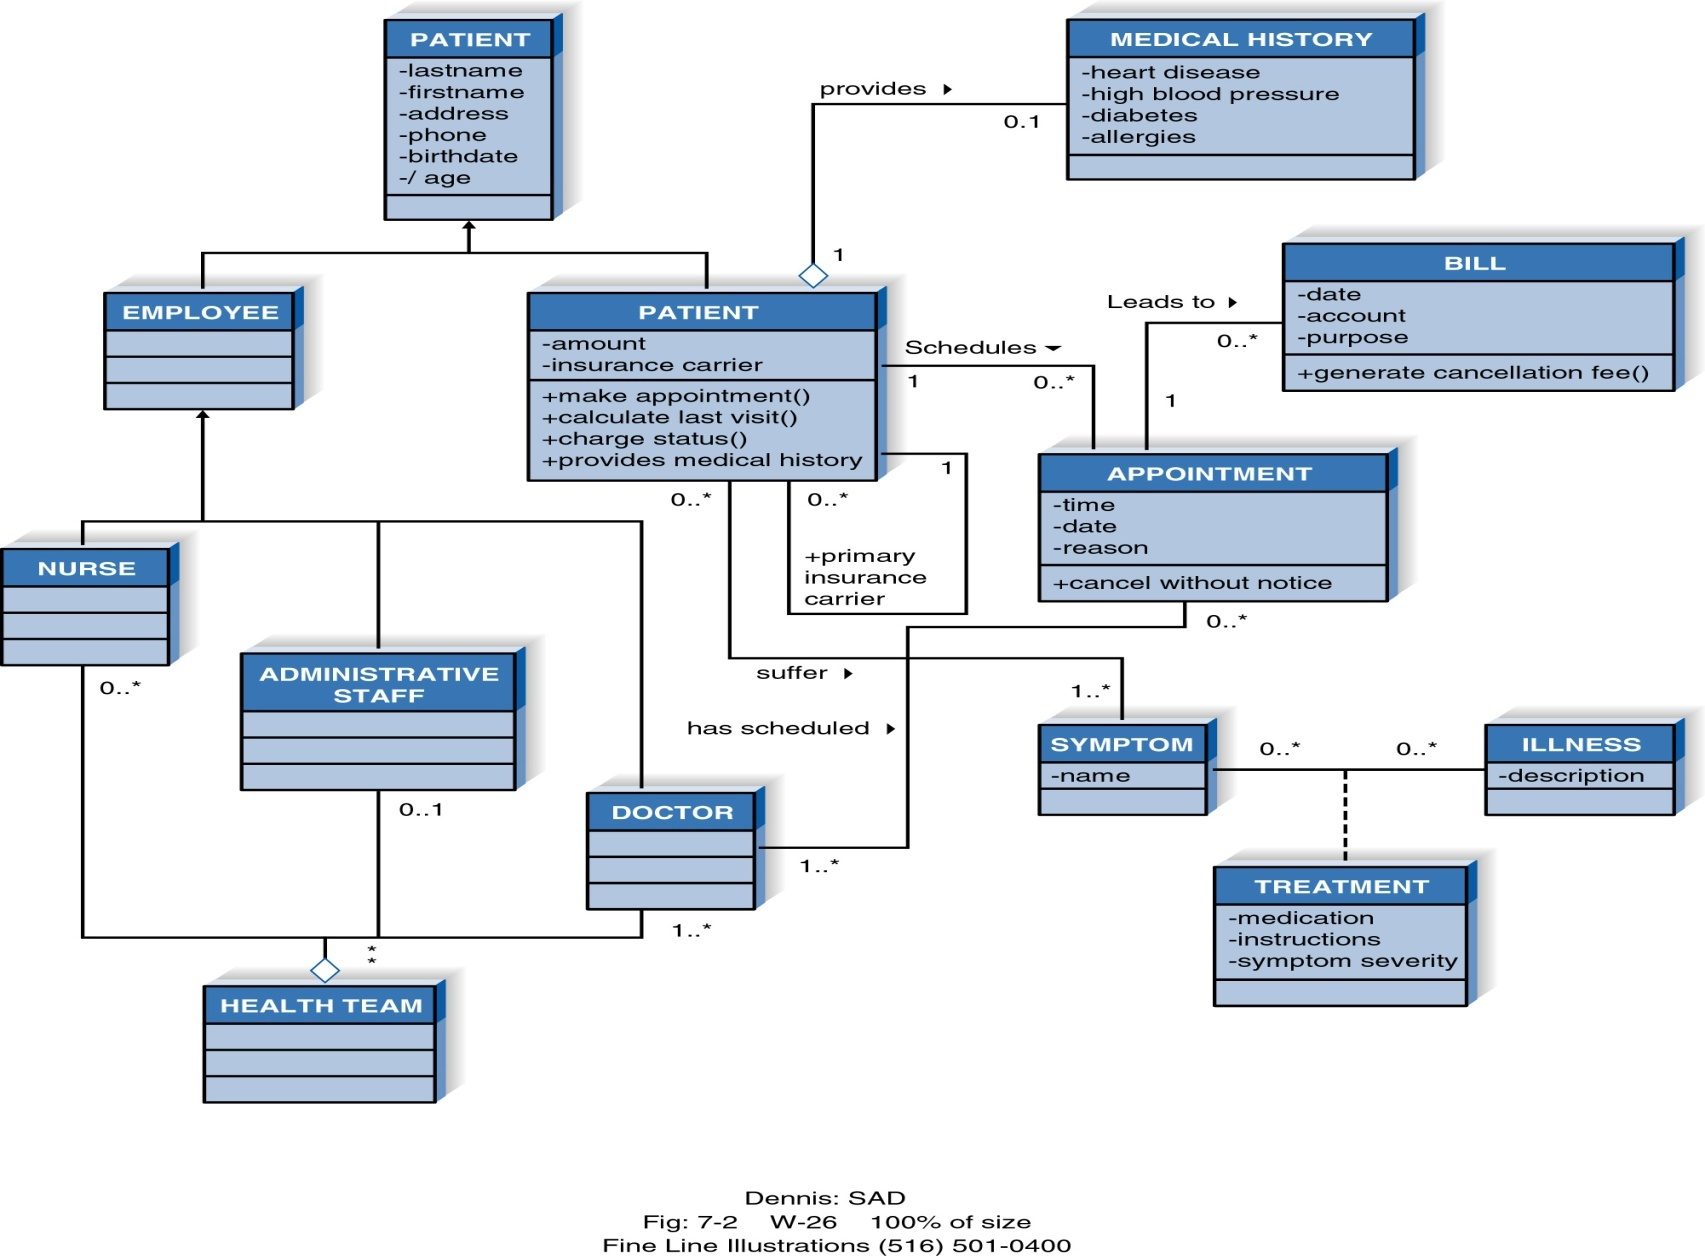 PATIENT
-lastname
-firstname
-address
-phone
-birthdate
-/ age
MEDICAL HISTORY
-heart disease
-high blood pressure
-diabetes
-allergies
provides
0.1
1
EMPLOYEE
PATIENT
-amount
-insurance carrier
+make appointment()
+calculate last visit()
+charge status()
+provides medical history
BILL
-date
-account
-purpose
+generate cancellation fee()
Leads to
0..*
1
Schedules
1
0..*
APPOINTMENT
-time
-date
-reason
+cancel without notice
1
0..*
0..*
+primary
insurance
carrier
0..*
suffer
1..*
has scheduled
NURSE
0..*
ADMINISTRATIVE
STAFF
0..1
DOCTOR
1..*
1..*
SYMPTOM
-name
0..*
0..*
ILLNESS
-description
TREATMENT
-medication
-instructions
-symptom severity
*
*
HEALTH TEAM
Dennis: SAD
Fig: 7-2 W-26 100% of size
Fine Line Illustrations (516) 501-0400